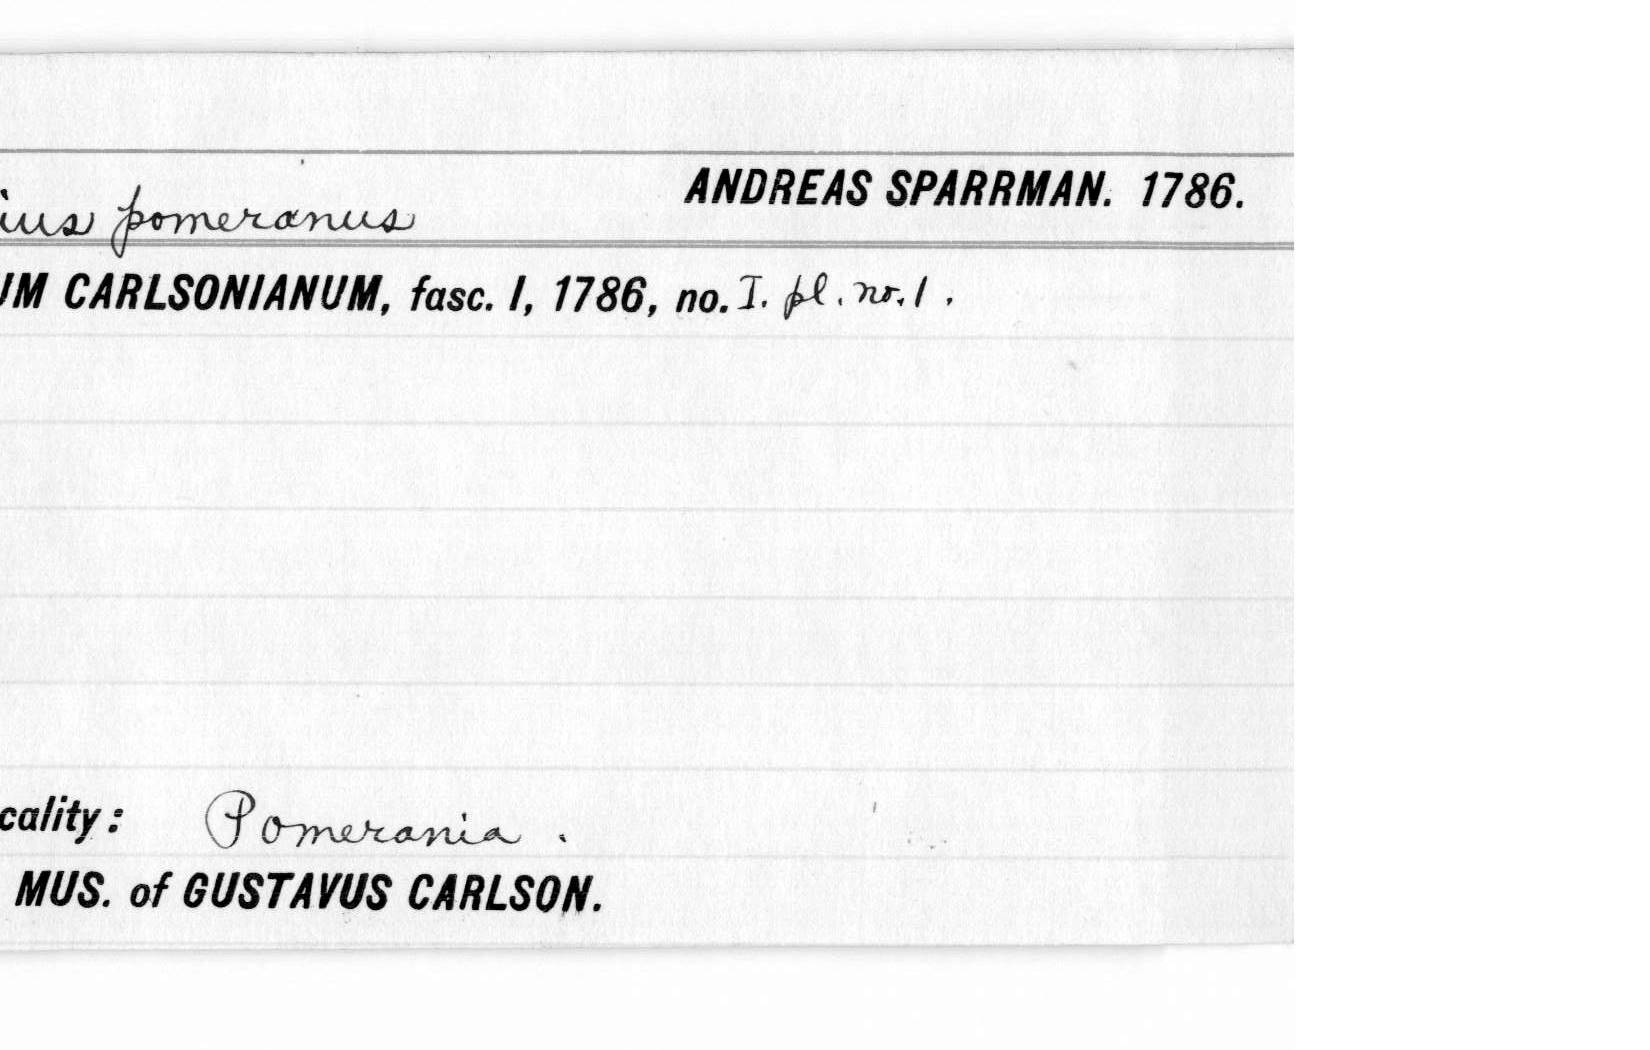 ius pomeranus ANDREAS SPARRMAN. 1786.
UM CARLSONIANUM, fasc. I, 1786, no. I. pl. no. 1.
cality: Pomerania.
MUS. of GUSTAVUS CARLSON.